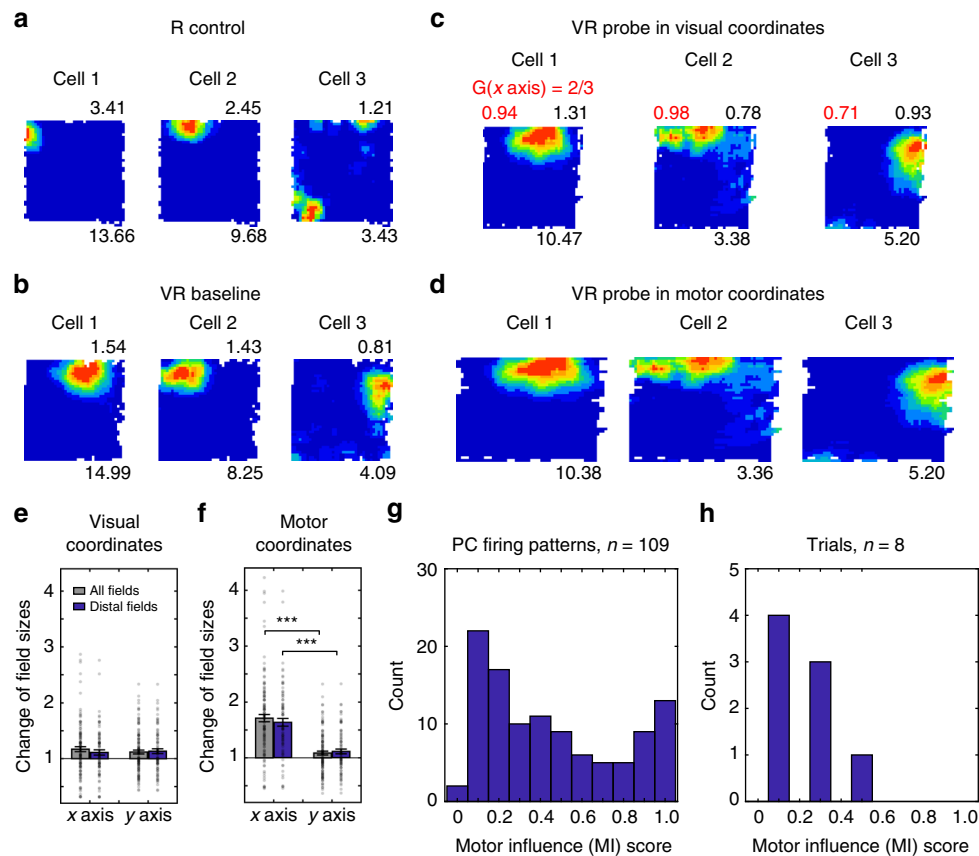 a
R control
Cell 1
Cell 2
Cell 3
3.41
2.45
1.21
13.66
9.68
3.43
b
VR baseline
Cell 1
Cell 2
Cell 3
1.54
1.43
0.81
14.99
8.25
4.09
c
VR probe in visual coordinates
Cell 1
Cell 2
Cell 3
G(x axis) = 2/3
0.94
1.31
0.98
0.78
0.71
0.93
10.47
3.38
5.20
d
VR probe in motor coordinates
Cell 1
Cell 2
Cell 3
10.38
3.36
5.20
e
Visual
coordinates
Change of field sizes
4
3
2
1
All fields
Distal fields
x axis
y axis
f
Motor
coordinates
Change of field sizes
4
3
2
1
***
***
x axis
y axis
g
PC firing patterns, n = 109
Count
30
20
10
0
0
0.2
0.4
0.6
0.8
1.0
Motor influence (MI) score
h
Trials, n = 8
Count
5
4
3
2
1
0
0
0.2
0.4
0.6
0.8
1.0
Motor influence (MI) score